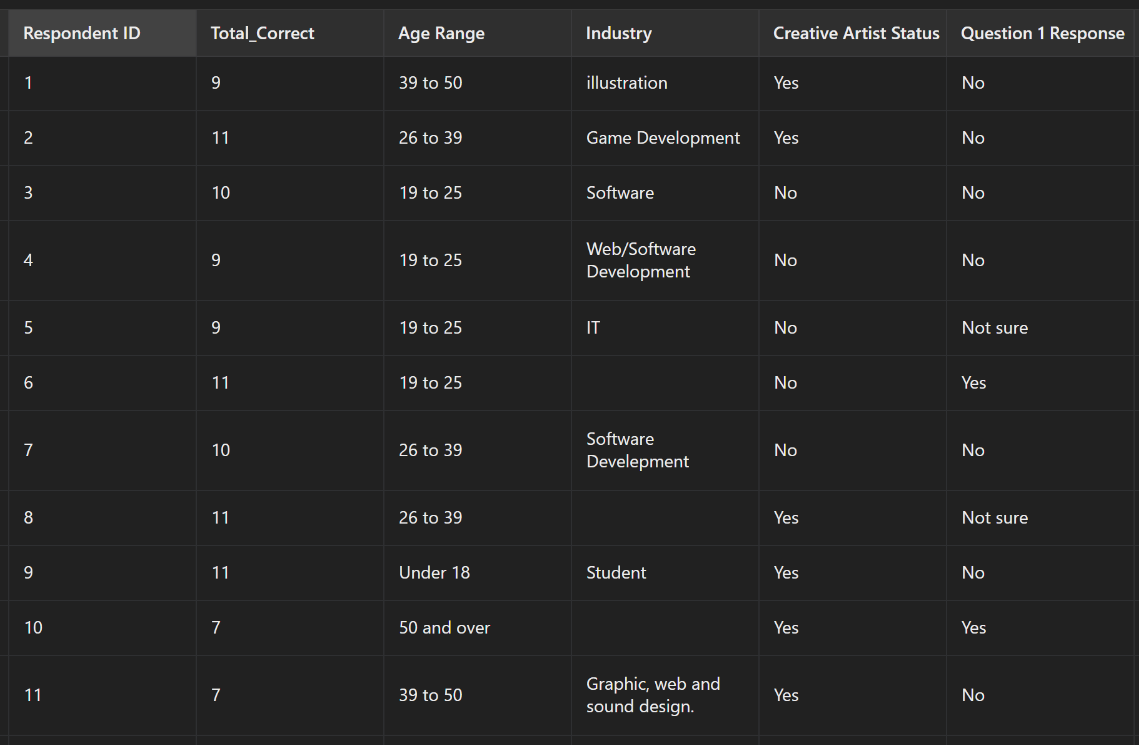 Respondent ID Total_Correct Age Range Industry Creative Artist Status Question 1 Response
1 9 39 to 50 illustration Yes No
2 11 26 to 39 Game Development Yes No
3 10 19 to 25 Software No No
4 9 19 to 25 Web/Software Development No No
5 9 19 to 25 IT No Not sure
6 11 19 to 25 No Yes
7 10 26 to 39 Software Develepment No No
8 11 26 to 39 Yes Not sure
9 11 Under 18 Student Yes No
10 7 50 and over Yes Yes
11 7 39 to 50 Graphic, web and sound design. Yes No